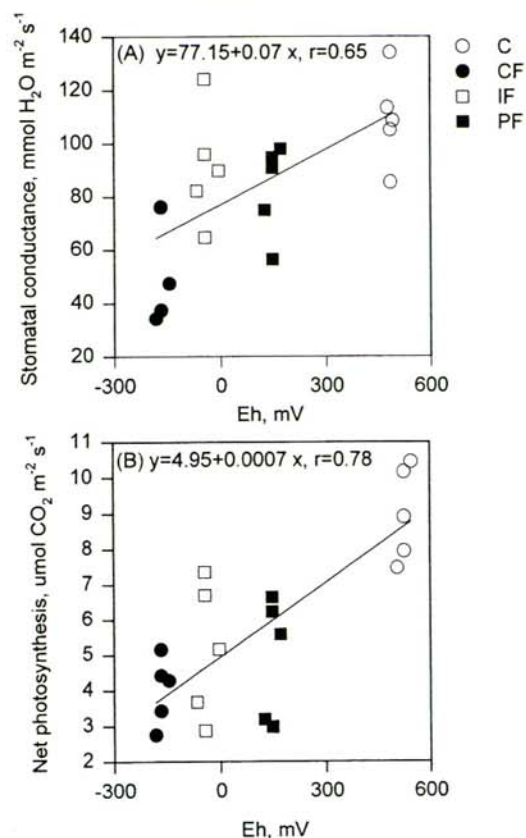 (A) y=77.15+0.07 x, r=0.65
140
120
100
80
60
40
20
Stomatal conductance, mmol H₂O m⁻² s⁻¹
-300 0 300 600
Eh, mV
C
CF
IF
PF
(B) y=4.95+0.0007 x, r=0.78
11
10
9
8
7
6
5
4
3
2
Net photosynthesis, umol CO₂ m⁻² s⁻¹
-300 0 300 600
Eh, mV